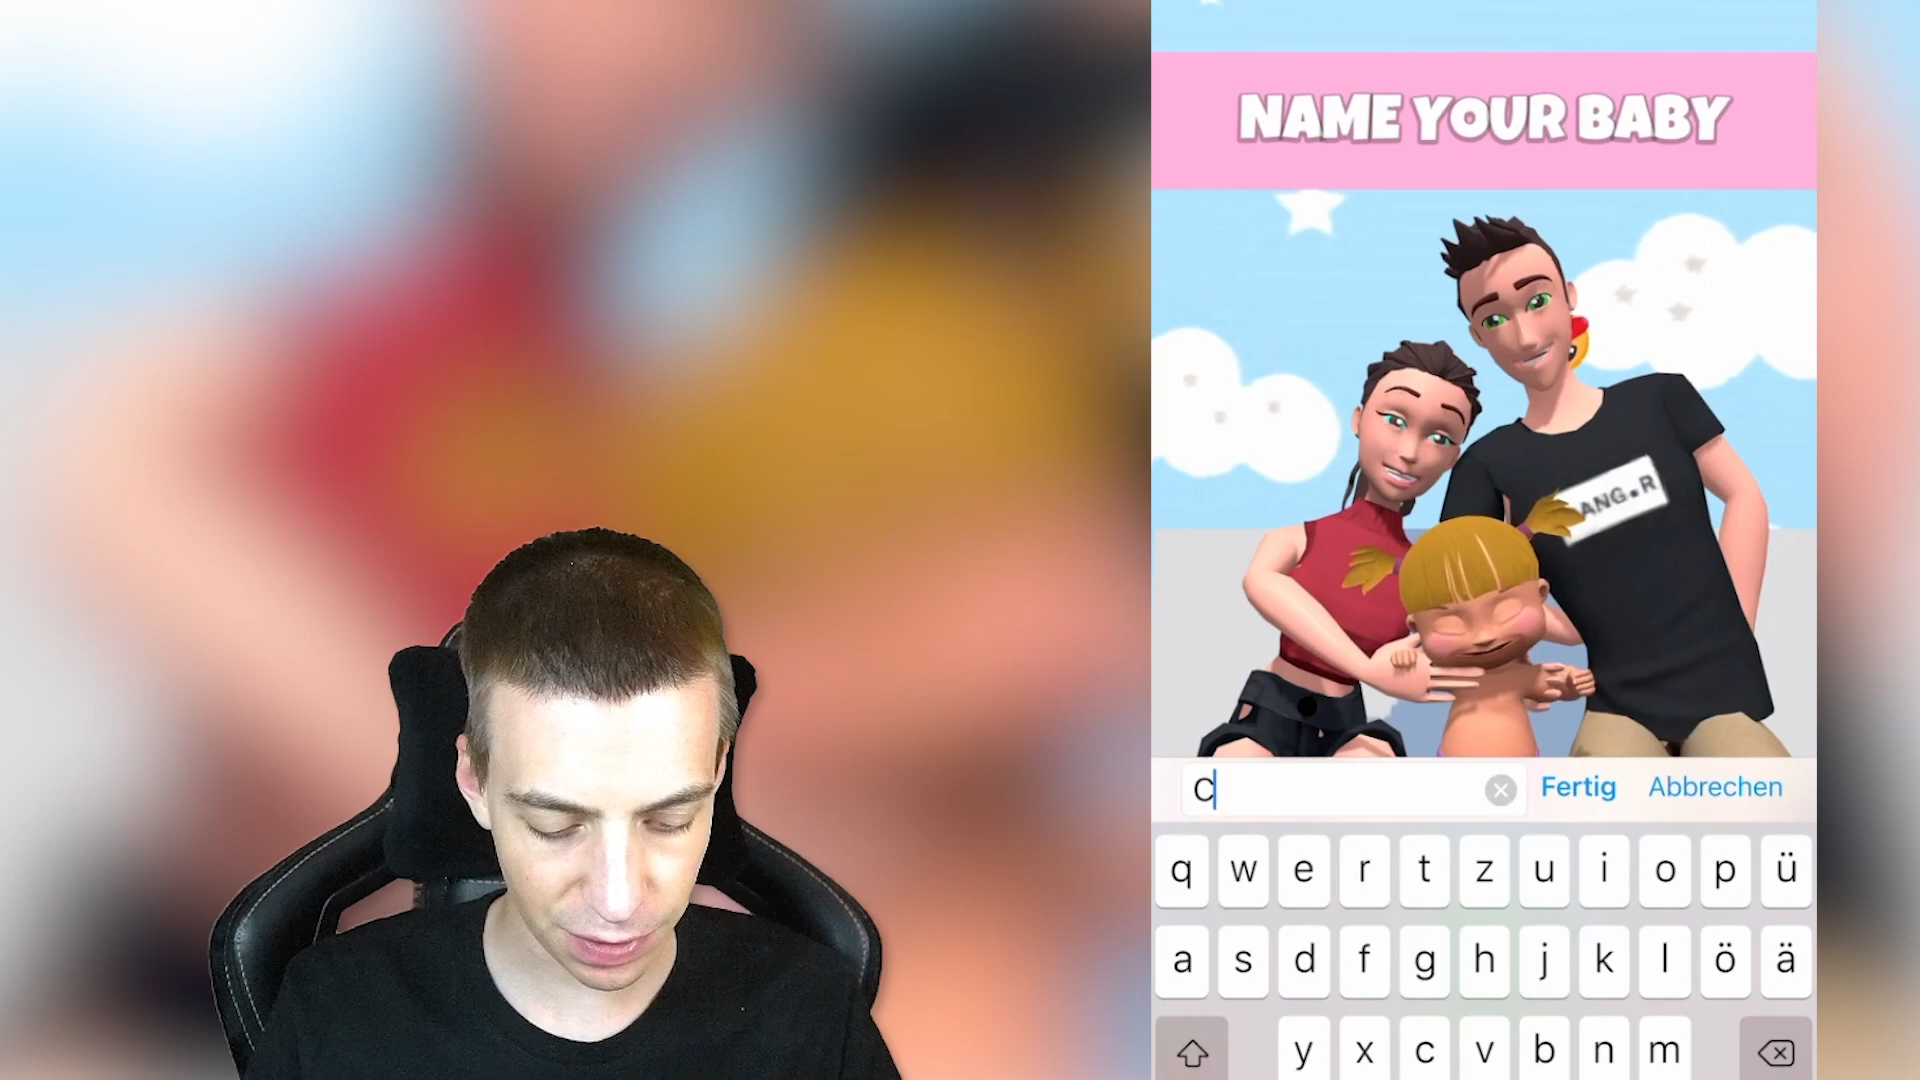 NAME YOUR BABY
ANG.R
C
Fertig Abbrechen
q w e r t z u i o p ü
a s d f g h j k l ö ä
y x c v b n m